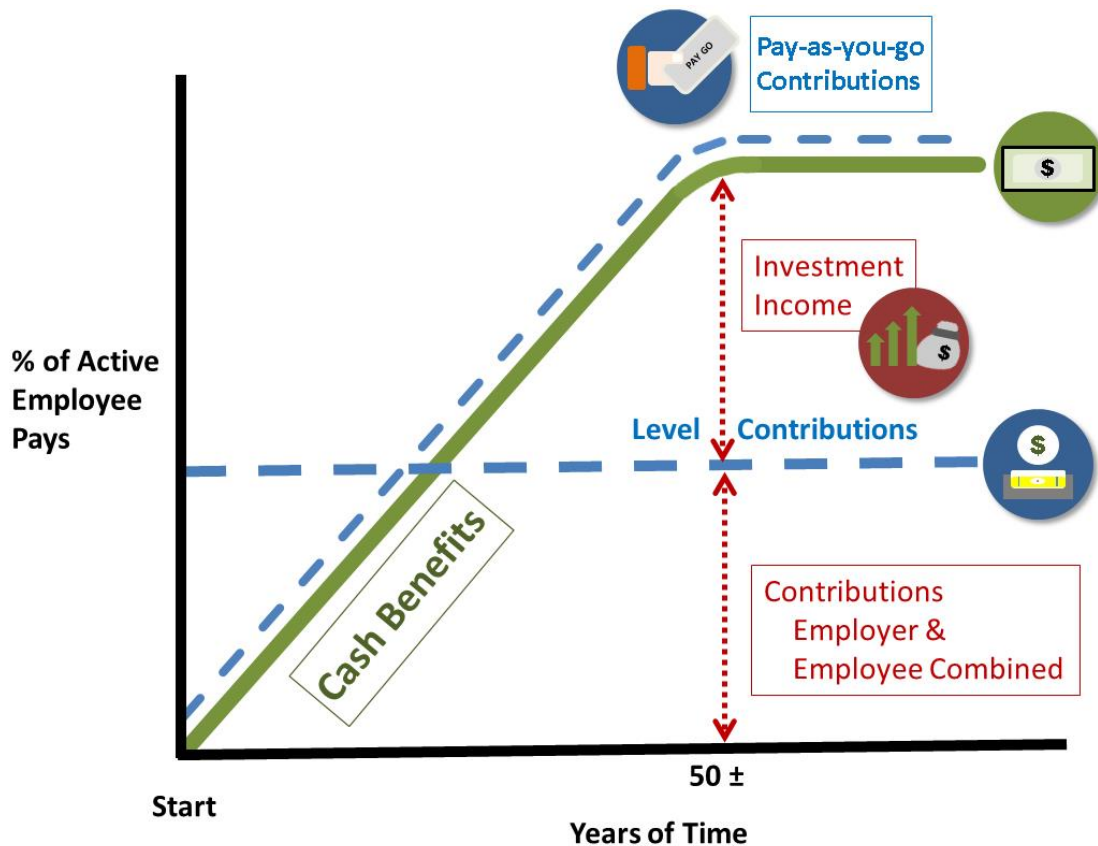 PAY GO
Pay-as-you-go
Contributions
$
Investment
Income
$
% of Active
Employee
Pays
Level Contributions
$
Cash Benefits
Contributions
Employer &
Employee Combined
50 ±
Start
Years of Time